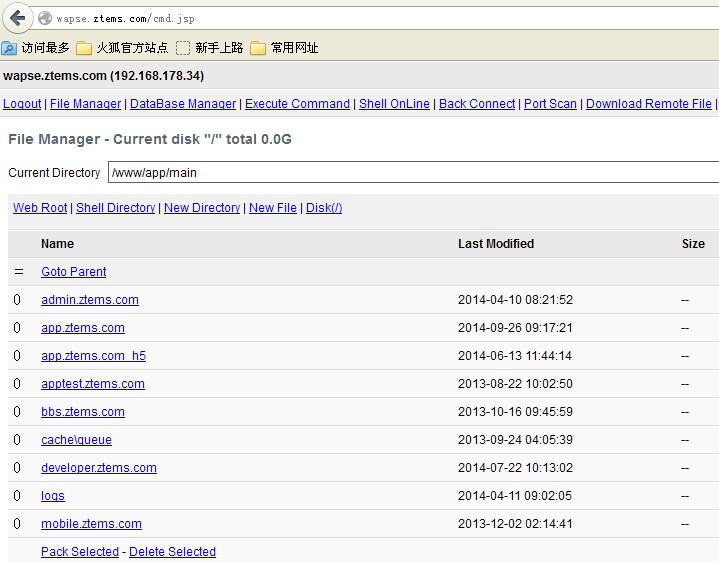 wapse.ztems.com/cmd.jsp
访问最多 火狐官方站点 新手上路 常用网址
wapse.ztems.com (192.168.178.34)
Logout | File Manager | DataBase Manager | Execute Command | Shell OnLine | Back Connect | Port Scan | Download Remote File |
File Manager - Current disk "/" total 0.0G
Current Directory /www/app/main
Web Root | Shell Directory | New Directory | New File | Disk(/)
Name Last Modified Size
= Goto Parent
0 admin.ztems.com 2014-04-10 08:21:52 --
0 app.ztems.com 2014-09-26 09:17:21 --
0 app.ztems.com_h5 2014-06-13 11:44:14 --
0 apptest.ztems.com 2013-08-22 10:02:50 --
0 bbs.ztems.com 2013-10-16 09:45:59 --
0 cache\queue 2013-09-24 04:05:39 --
0 developer.ztems.com 2014-07-22 10:13:02 --
0 logs 2014-04-11 09:02:05 --
0 mobile.ztems.com 2013-12-02 02:14:41 --
Pack Selected - Delete Selected